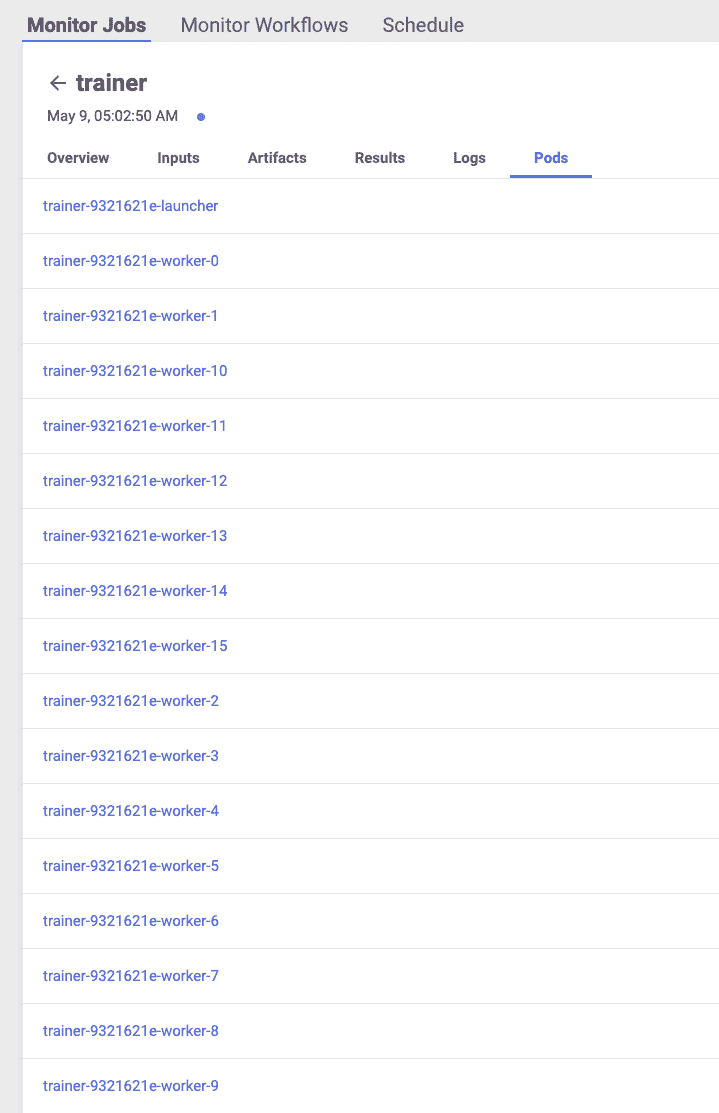 Monitor Jobs Monitor Workflows Schedule
← trainer
May 9, 05:02:50 AM
Overview Inputs Artifacts Results Logs Pods
trainer-9321621e-launcher
trainer-9321621e-worker-0
trainer-9321621e-worker-1
trainer-9321621e-worker-10
trainer-9321621e-worker-11
trainer-9321621e-worker-12
trainer-9321621e-worker-13
trainer-9321621e-worker-14
trainer-9321621e-worker-15
trainer-9321621e-worker-2
trainer-9321621e-worker-3
trainer-9321621e-worker-4
trainer-9321621e-worker-5
trainer-9321621e-worker-6
trainer-9321621e-worker-7
trainer-9321621e-worker-8
trainer-9321621e-worker-9